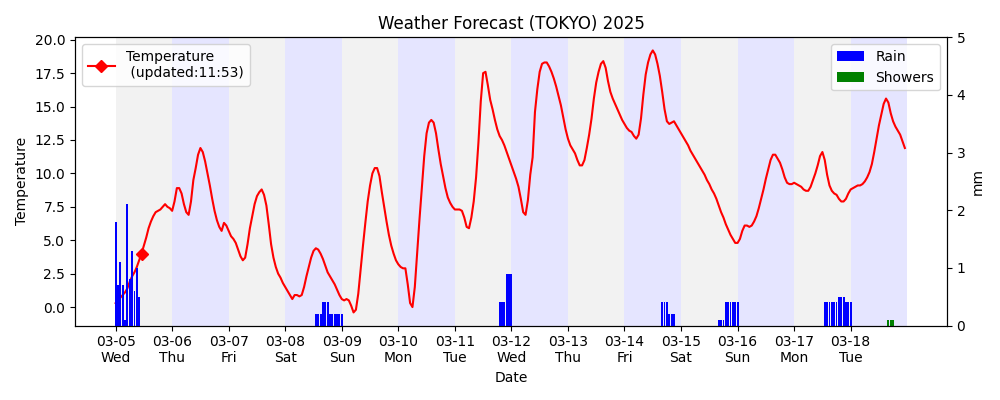 Weather Forecast (TOKYO) 2025
Temperature
(updated:11:53)
Rain
Showers
20.0
17.5
15.0
12.5
10.0
7.5
5.0
2.5
0.0
Temperature
5
4
3
2
1
0
mm
03-05 03-06 03-07 03-08 03-09 03-10 03-11 03-12 03-13 03-14 03-15 03-16 03-17 03-18
Wed Thu Fri Sat Sun Mon Tue Wed Thu Fri Sat Sun Mon Tue
Date